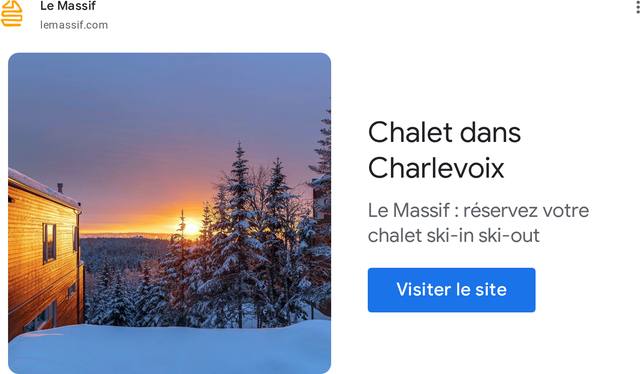 Le Massif
lemassif.com
Chalet dans
Charlevoix
Le Massif : réservez votre
chalet ski-in ski-out
Visiter le site